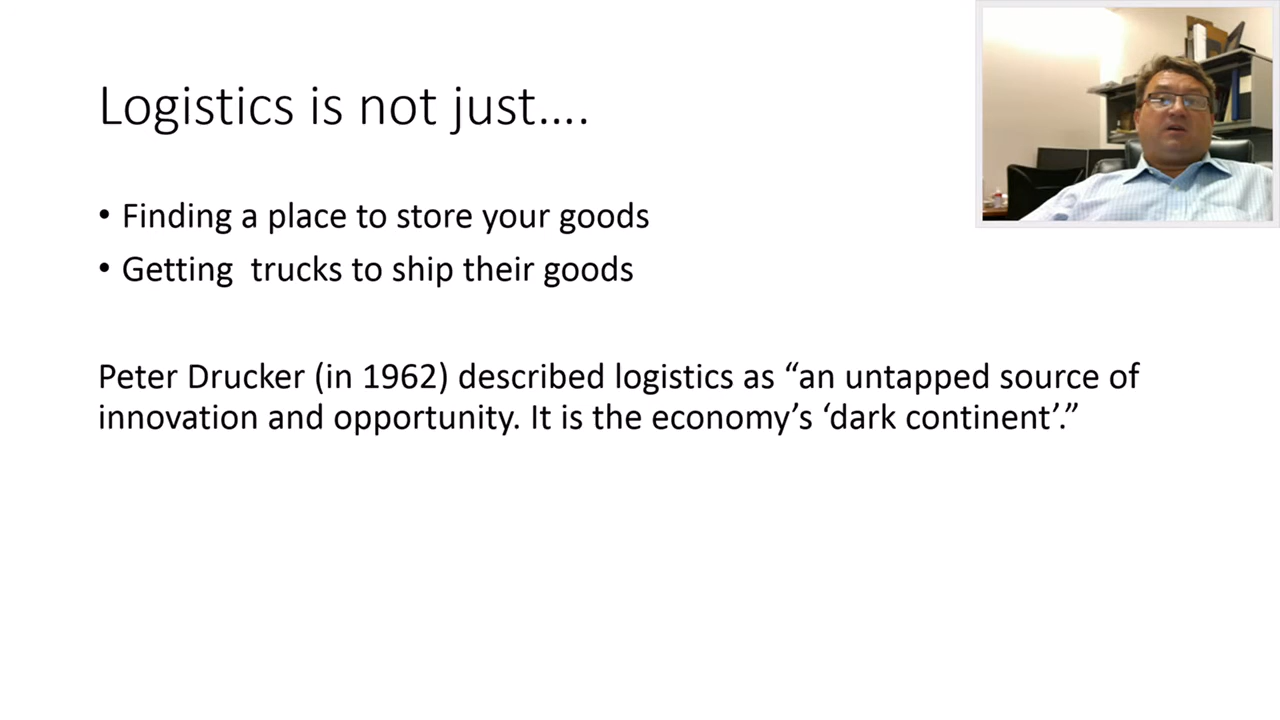 Logistics is not just....
• Finding a place to store your goods
• Getting  trucks to ship their goods
Peter Drucker (in 1962) described logistics as “an untapped source of
innovation and opportunity. It is the economy’s ‘dark continent’.”